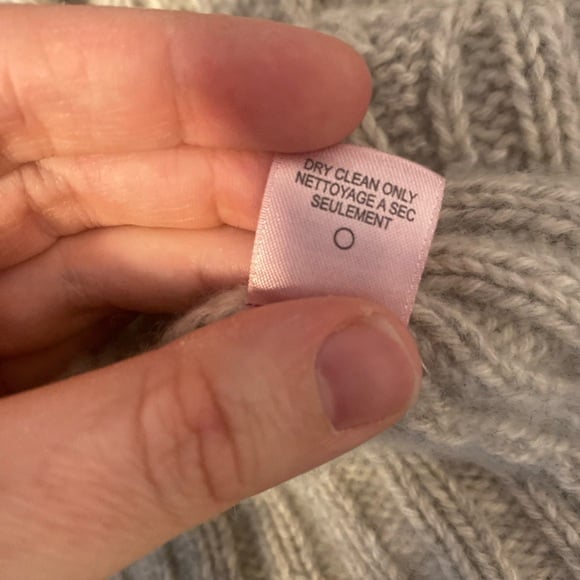 DRY CLEAN ONLY
NETTOYAGE A SEC
SEULEMENT